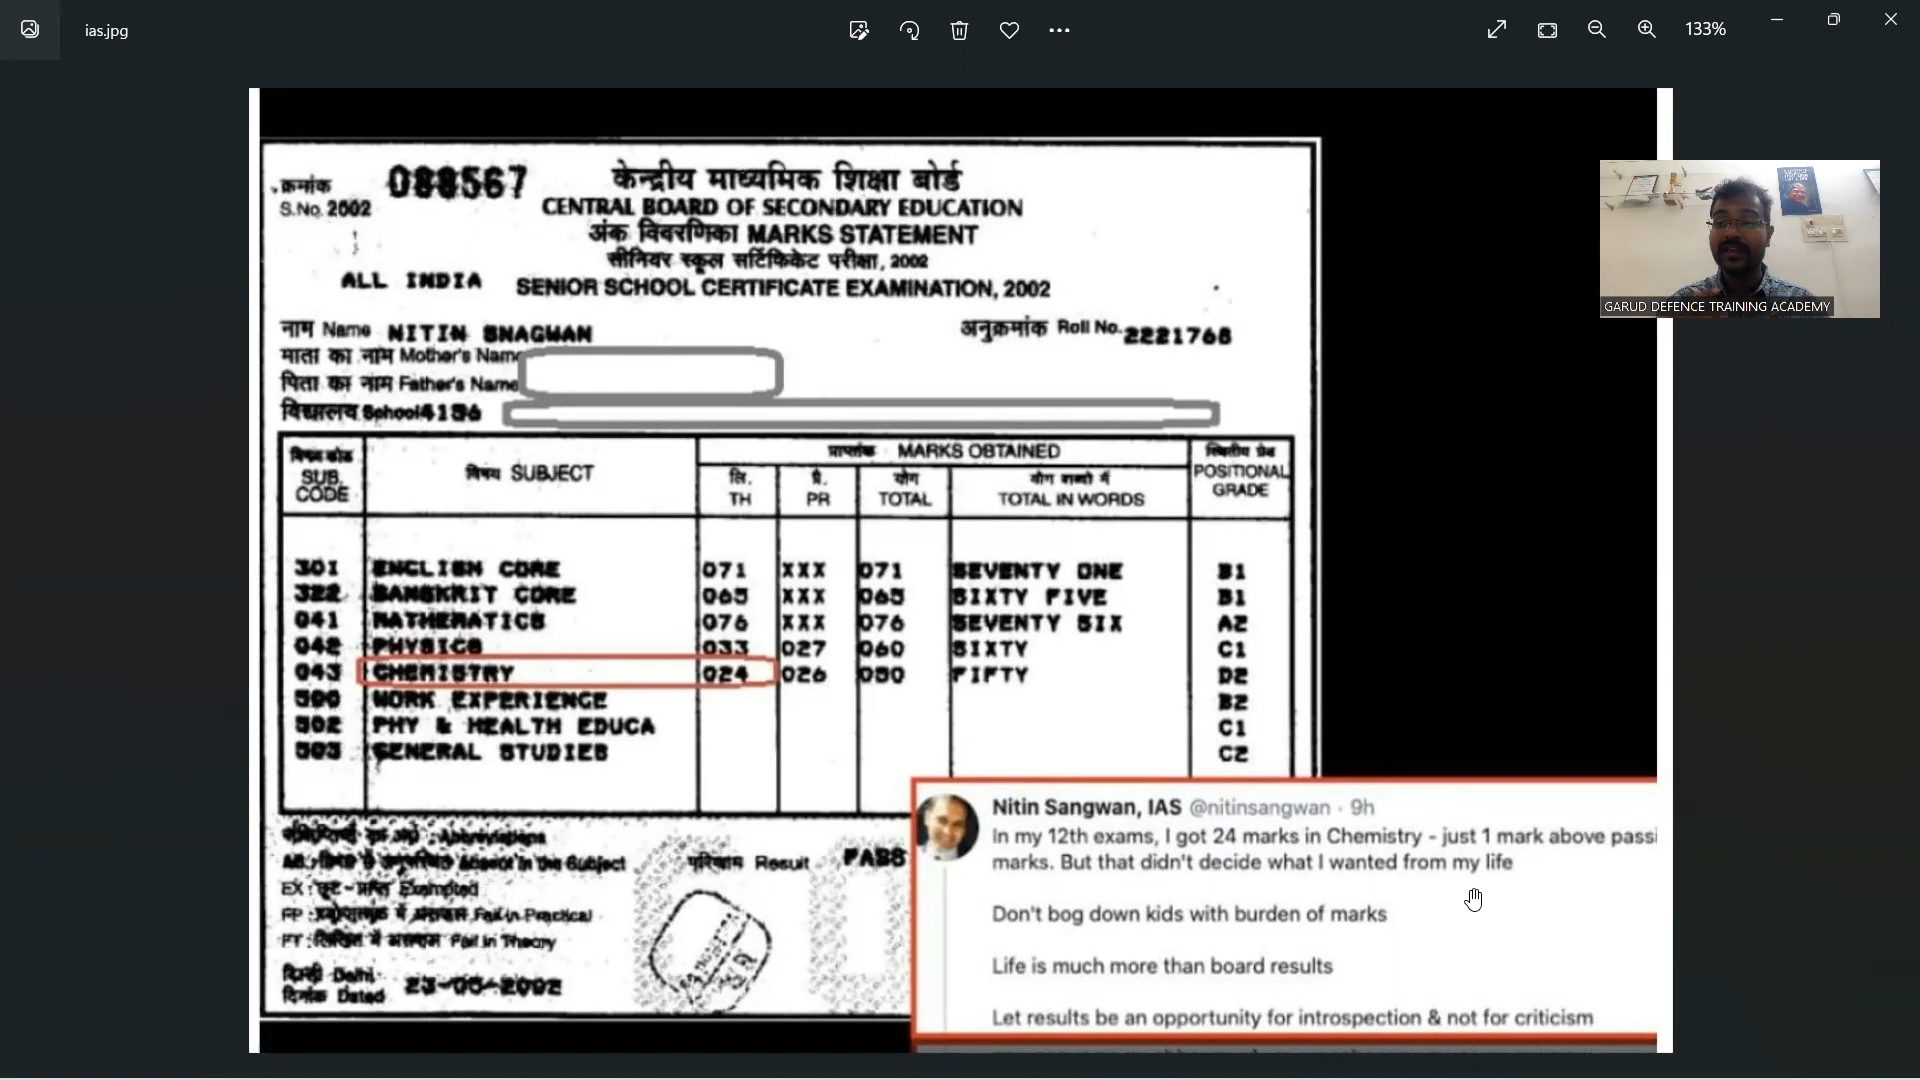 ias.jpg
133%
क्रमांक
S.No. 2002
088567
केन्द्रीय माध्यमिक शिक्षा बोर्ड
CENTRAL BOARD OF SECONDARY EDUCATION
अंक विवरणिका MARKS STATEMENT
सीनियर स्कूल सर्टिफिकेट परीक्षा, 2002
ALL INDIA SENIOR SCHOOL CERTIFICATE EXAMINATION, 2002
नाम Name NITIN SNAGWAN
अनुक्रमांक Roll No. 2221768
माता का नाम Mother's Name
पिता का नाम Father's Name
विद्यालय School 4136
GARUD DEFENCE TRAINING ACADEMY
विषय कोड SUB. CODE
विषय SUBJECT
प्राप्तांक MARKS OBTAINED
लि. TH
प्रै. PR
योग TOTAL
योग शब्दों में TOTAL IN WORDS
स्थितीय ग्रेड POSITIONAL GRADE
301 ENGLISH CORE 071 XXX 071 SEVENTY ONE B1
322 SANSKRIT CORE 065 XXX 065 SIXTY FIVE B1
041 MATHEMATICS 076 XXX 076 SEVENTY SIX A2
042 PHYSICS 033 027 060 SIXTY C1
043 CHEMISTRY 024 026 050 FIFTY D2
500 WORK EXPERIENCE B2
502 PHY & HEALTH EDUCA C1
503 GENERAL STUDIES C2
Abbreviations
Absent in the Subject
EX : छूट - प्राप्त Exempted
FP : Fail in Practical
FT : Fail in Theory
परिणाम Result PASS
दिल्ली Delhi
दिनांक Dated 23-05-2002
Nitin Sangwan, IAS @nitinsangwan · 9h
In my 12th exams, I got 24 marks in Chemistry - just 1 mark above passi
marks. But that didn't decide what I wanted from my life
Don't bog down kids with burden of marks
Life is much more than board results
Let results be an opportunity for introspection & not for criticism